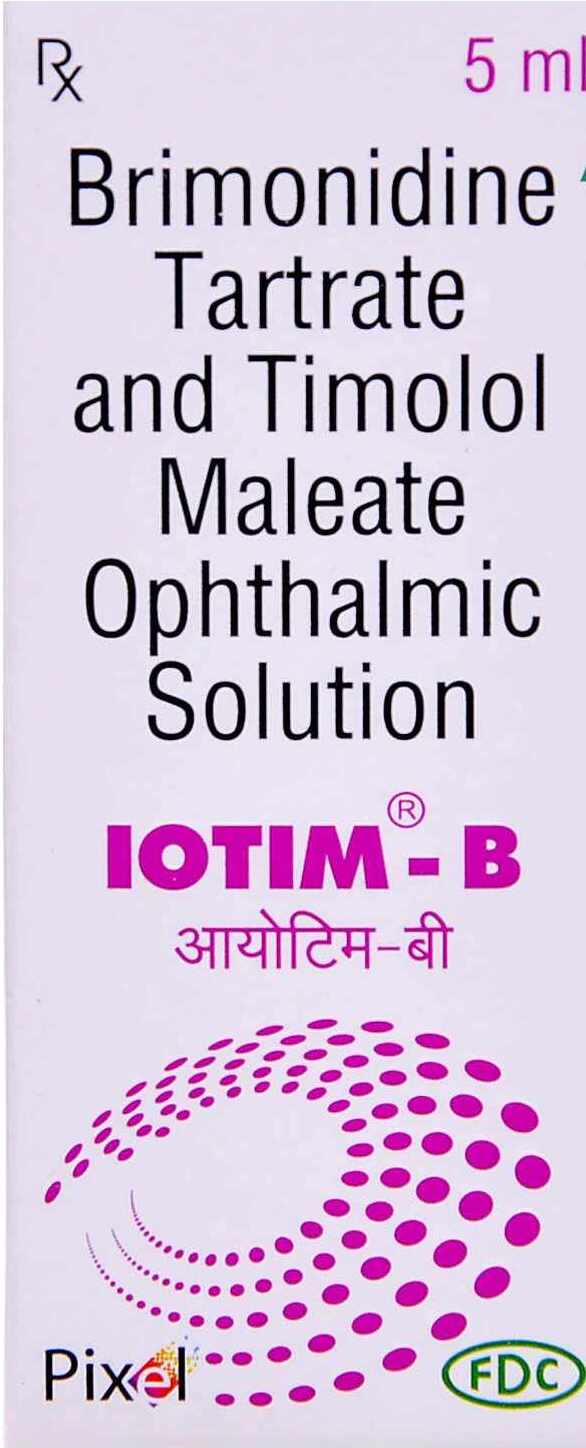 Rx
5 ml
Brimonidine
Tartrate
and Timolol
Maleate
Ophthalmic
Solution
IOTIM® - B
आयोटिम-बी
Pixel
FDC